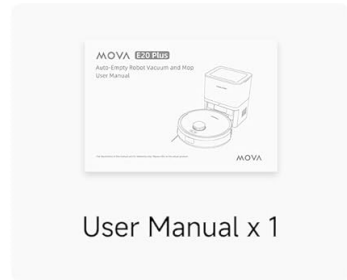 MOVA E20 Plus
Auto-Empty Robot Vacuum and Mop
User Manual
MOVA
User Manual x 1